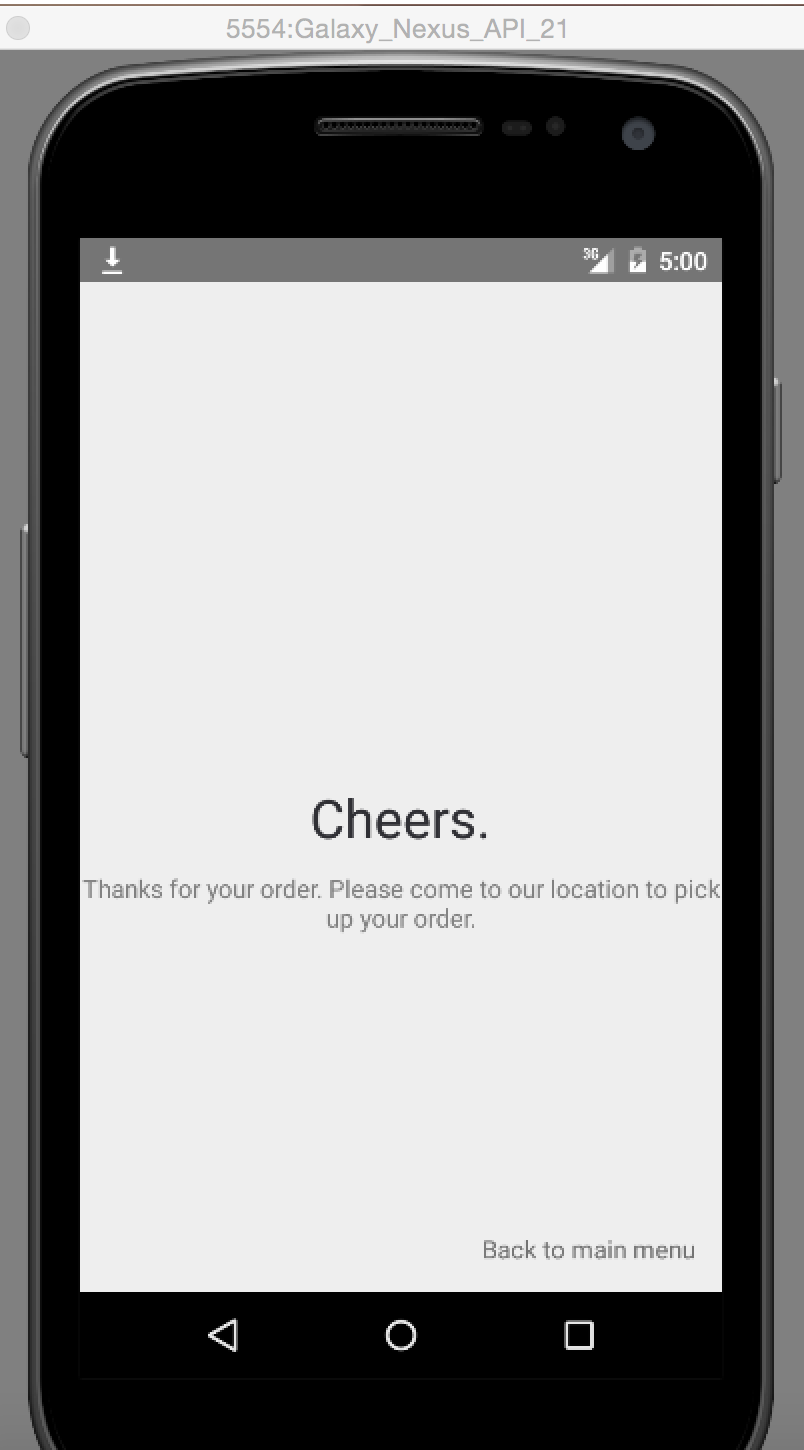 5554:Galaxy_Nexus_API_21
3G 5:00
Cheers.
Thanks for your order. Please come to our location to pick
up your order.
Back to main menu